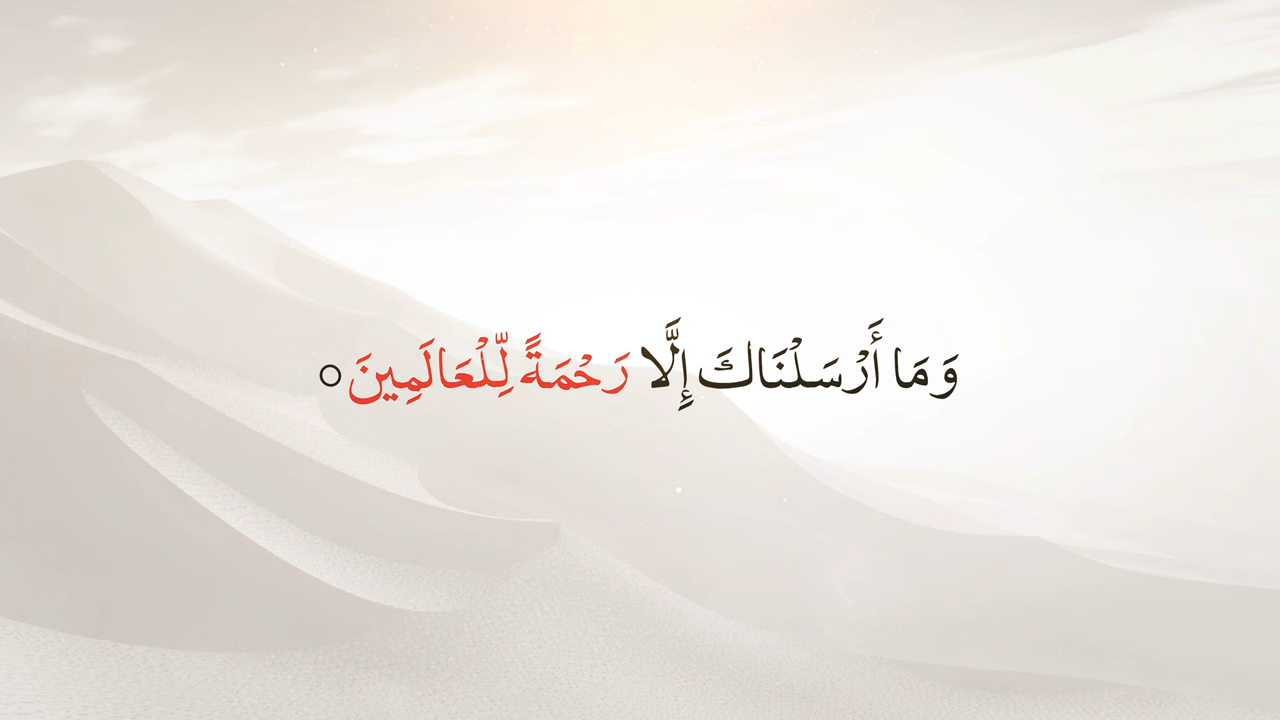 وَمَا أَرْسَلْنَاكَ إِلَّا رَحْمَةً لِّلْعَالَمِينَ ○